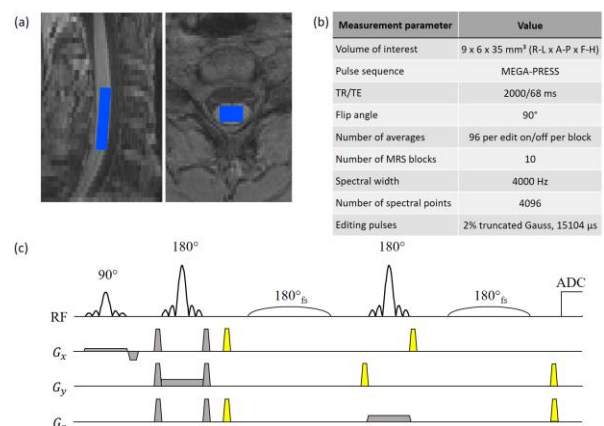 (a)
(b)
Measurement parameter Value
Volume of interest 9 x 6 x 35 mm³ (R-L x A-P x F-H)
Pulse sequence MEGA-PRESS
TR/TE 2000/68 ms
Flip angle 90°
Number of averages 96 per edit on/off per block
Number of MRS blocks 10
Spectral width 4000 Hz
Number of spectral points 4096
Editing pulses 2% truncated Gauss, 15104 µs
(c)
180° 180°
90° 180°fs 180°fs ADC
RF
Gx
Gy